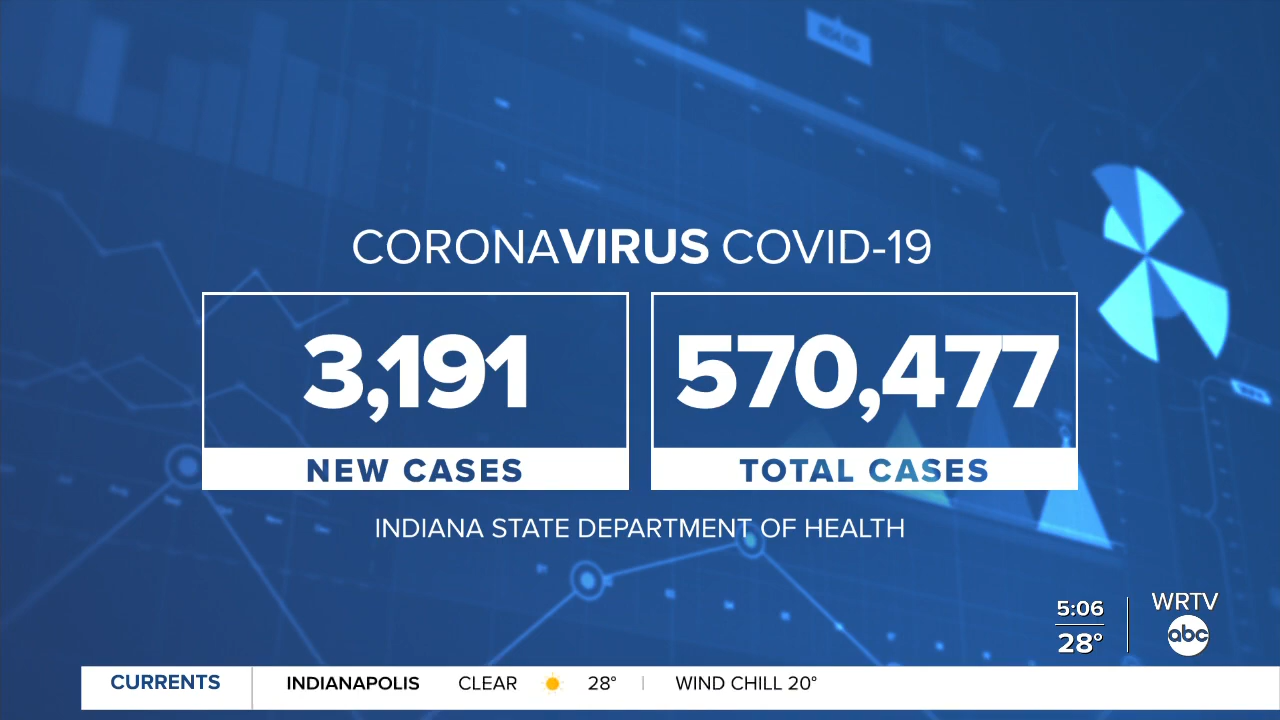 CORONAVIRUS COVID-19
3,191
NEW CASES
570,477
TOTAL CASES
INDIANA STATE DEPARTMENT OF HEALTH
5:06
28°
WRTV
abc
CURRENTS
INDIANAPOLIS CLEAR 28° | WIND CHILL 20°